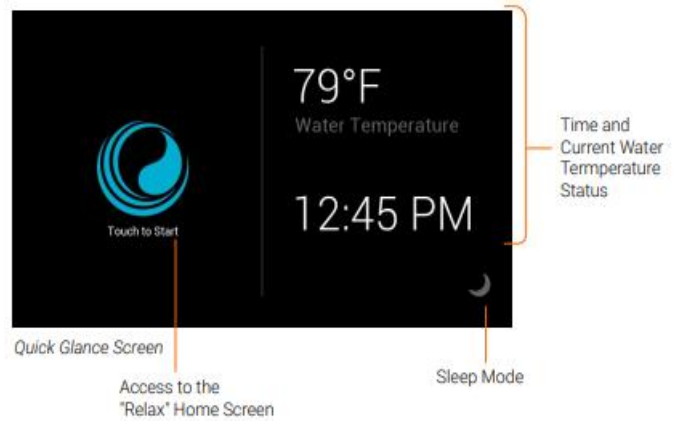 79°F
Water Temperature
12:45 PM
Touch to Start
Time and
Current Water
Termperature
Status
Quick Glance Screen
Access to the
"Relax" Home Screen
Sleep Mode